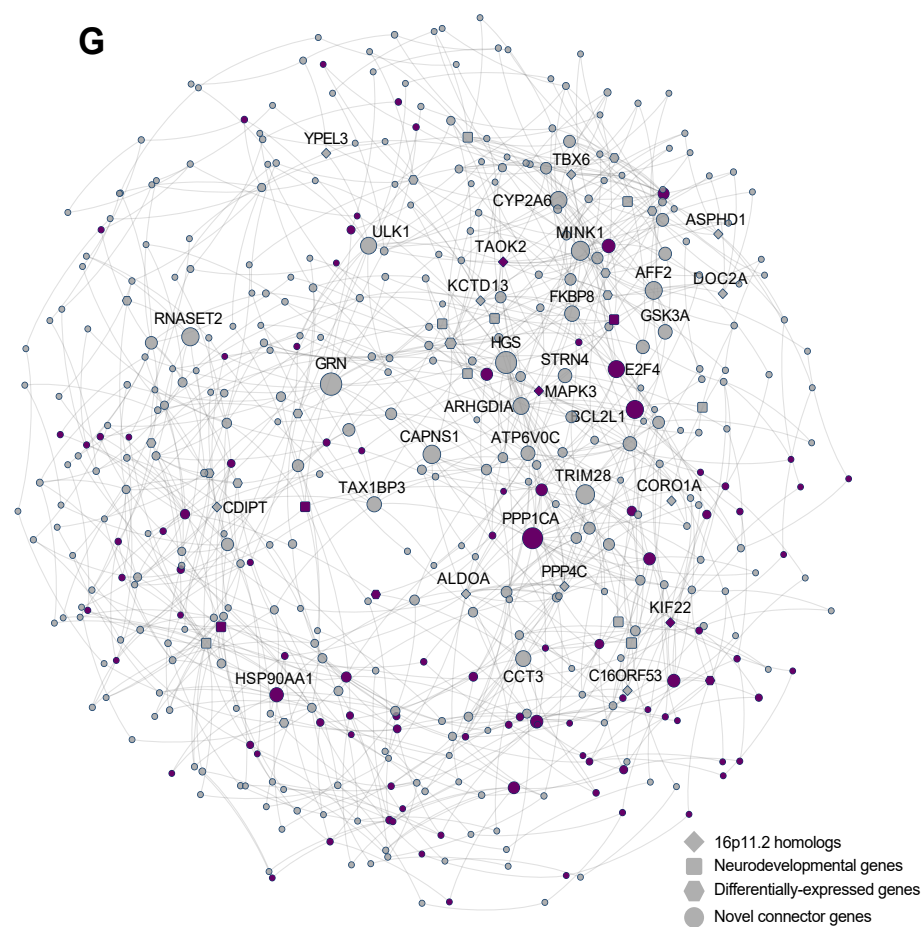 G
YPEL3
TBX6
CYP2A6
ASPHD1
ULK1
MINK1
TAOK2
AFF2
DOC2A
KCTD13
FKBP8
RNASET2
GSK3A
HGS
STRN4
GRN
E2F4
MAPK3
ARHGDIA
BCL2L1
CAPNS1
ATP6V0C
TRIM28
TAX1BP3
CORO1A
CDIPT
PPP1CA
ALDOA
PPP4C
KIF22
HSP90AA1
CCT3
C16ORF53
16p11.2 homologs
Neurodevelopmental genes
Differentially-expressed genes
Novel connector genes